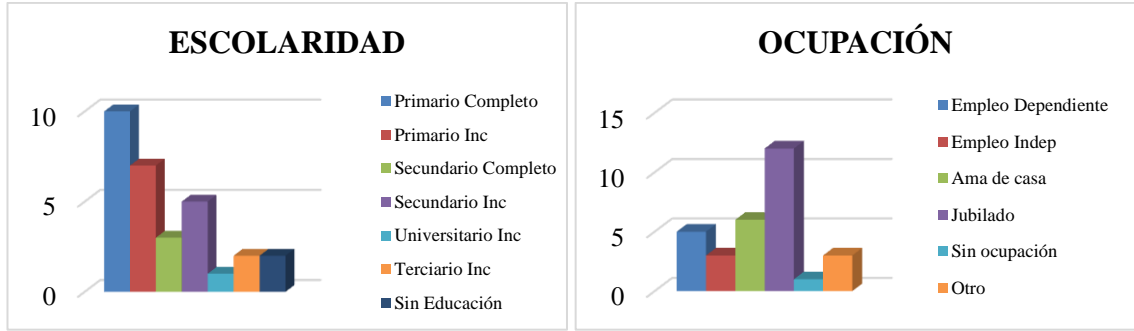 ESCOLARIDAD
10
5
0
Primario Completo
Primario Inc
Secundario Completo
Secundario Inc
Universitario Inc
Terciario Inc
Sin Educación
OCUPACIÓN
15
10
5
0
Empleo Dependiente
Empleo Indep
Ama de casa
Jubilado
Sin ocupación
Otro